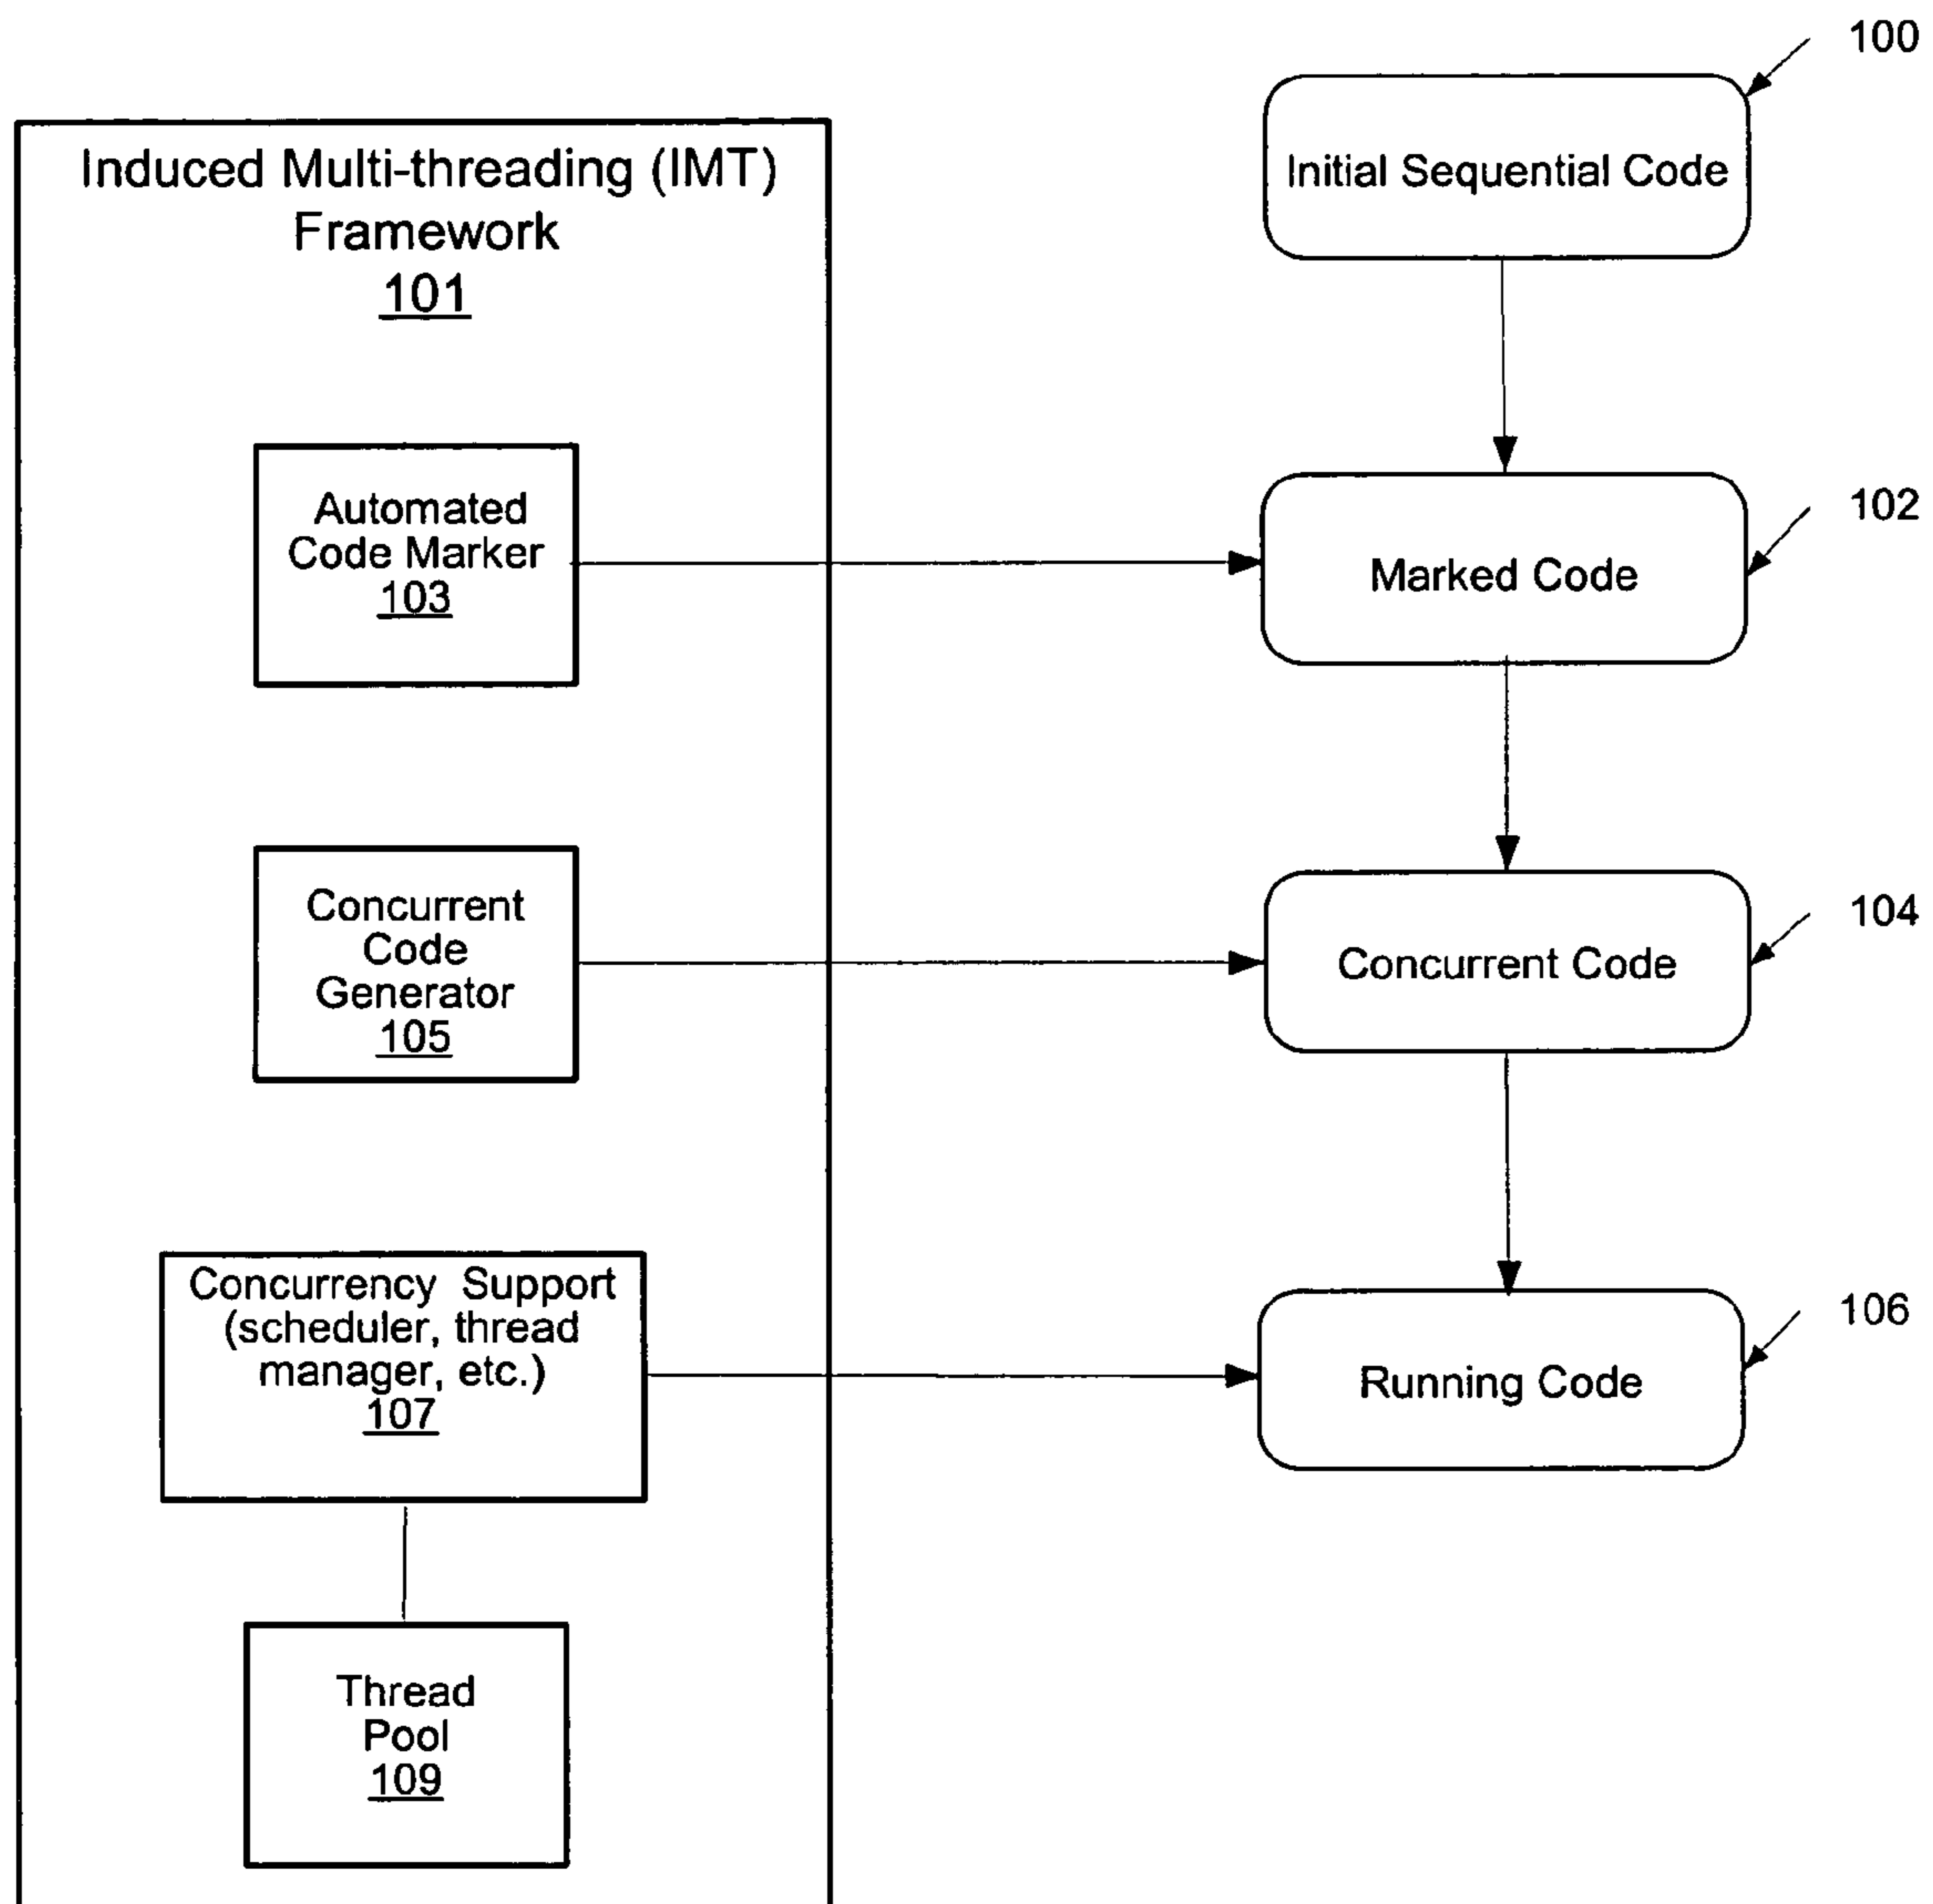 Induced Multi-threading (IMT)
Framework
101
Automated
Code Marker
103
Concurrent
Code
Generator
105
Concurrency Support
(scheduler, thread
manager, etc.)
107
Thread
Pool
109
100
Initial Sequential Code
102
Marked Code
104
Concurrent Code
106
Running Code